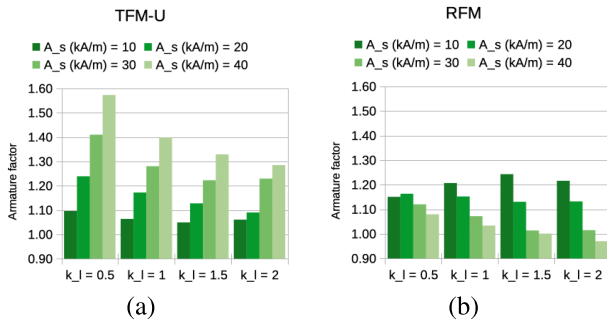 TFM-U
A_s (kA/m) = 10 A_s (kA/m) = 20
A_s (kA/m) = 30 A_s (kA/m) = 40
Armature factor
1.60
1.50
1.40
1.30
1.20
1.10
1.00
0.90
k_l = 0.5 k_l = 1 k_l = 1.5 k_l = 2
(a)
RFM
A_s (kA/m) = 10 A_s (kA/m) = 20
A_s (kA/m) = 30 A_s (kA/m) = 40
Armature factor
1.60
1.50
1.40
1.30
1.20
1.10
1.00
0.90
k_l = 0.5 k_l = 1 k_l = 1.5 k_l = 2
(b)